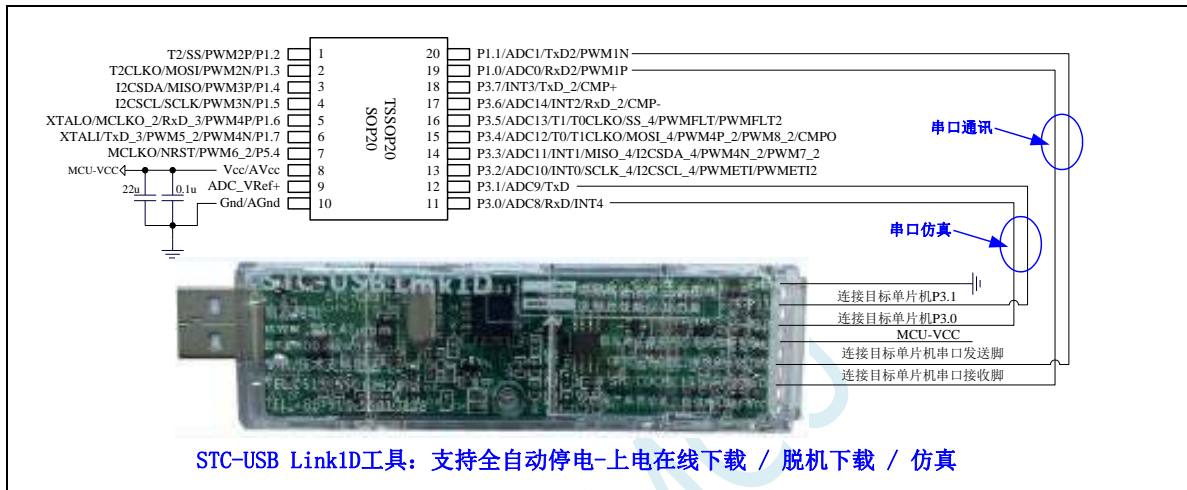 T2/SS/PWM2P/P1.2 1
T2CLKO/MOSI/PWM2N/P1.3 2
I2CSDA/MISO/PWM3P/P1.4 3
I2CSCL/SCLK/PWM3N/P1.5 4
XTALO/MCLKO_2/RxD_3/PWM4P/P1.6 5
XTALI/TxD_3/PWM5_2/PWM4N/P1.7 6
MCLKO/NRST/PWM6_2/P5.4 7
MCU-VCC Vcc/AVcc 8
22u 0.1u ADC_VRef+ 9
Gnd/AGnd 10
TSSOP20
SOP20
20 P1.1/ADC1/TxD2/PWM1N
19 P1.0/ADC0/RxD2/PWM1P
18 P3.7/INT3/TxD_2/CMP+
17 P3.6/ADC14/INT2/RxD_2/CMP-
16 P3.5/ADC13/T1/T0CLKO/SS_4/PWMFLT/PWMFLT2
15 P3.4/ADC12/T0/T1CLKO/MOSI_4/PWM4P_2/PWM8_2/CMPO
14 P3.3/ADC11/INT1/MISO_4/I2CSDA_4/PWM4N_2/PWM7_2
13 P3.2/ADC10/INT0/SCLK_4/I2CSCL_4/PWMETI/PWMETI2
12 P3.1/ADC9/TxD
11 P3.0/ADC8/RxD/INT4
串口通讯
串口仿真
STC-USB Link1D
连接目标单片机P3.1
连接目标单片机P3.0
MCU-VCC
连接目标单片机串口发送脚
连接目标单片机串口接收脚
STC-USB Link1D工具：支持全自动停电-上电在线下载 / 脱机下载 / 仿真